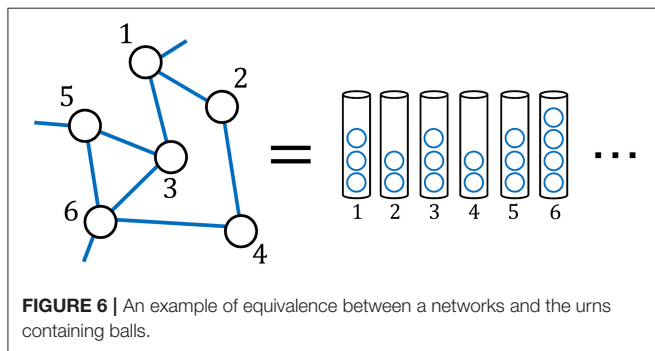 1
2
5
3
6
4
=
1 2 3 4 5 6
...
FIGURE 6 | An example of equivalence between a networks and the urns
containing balls.